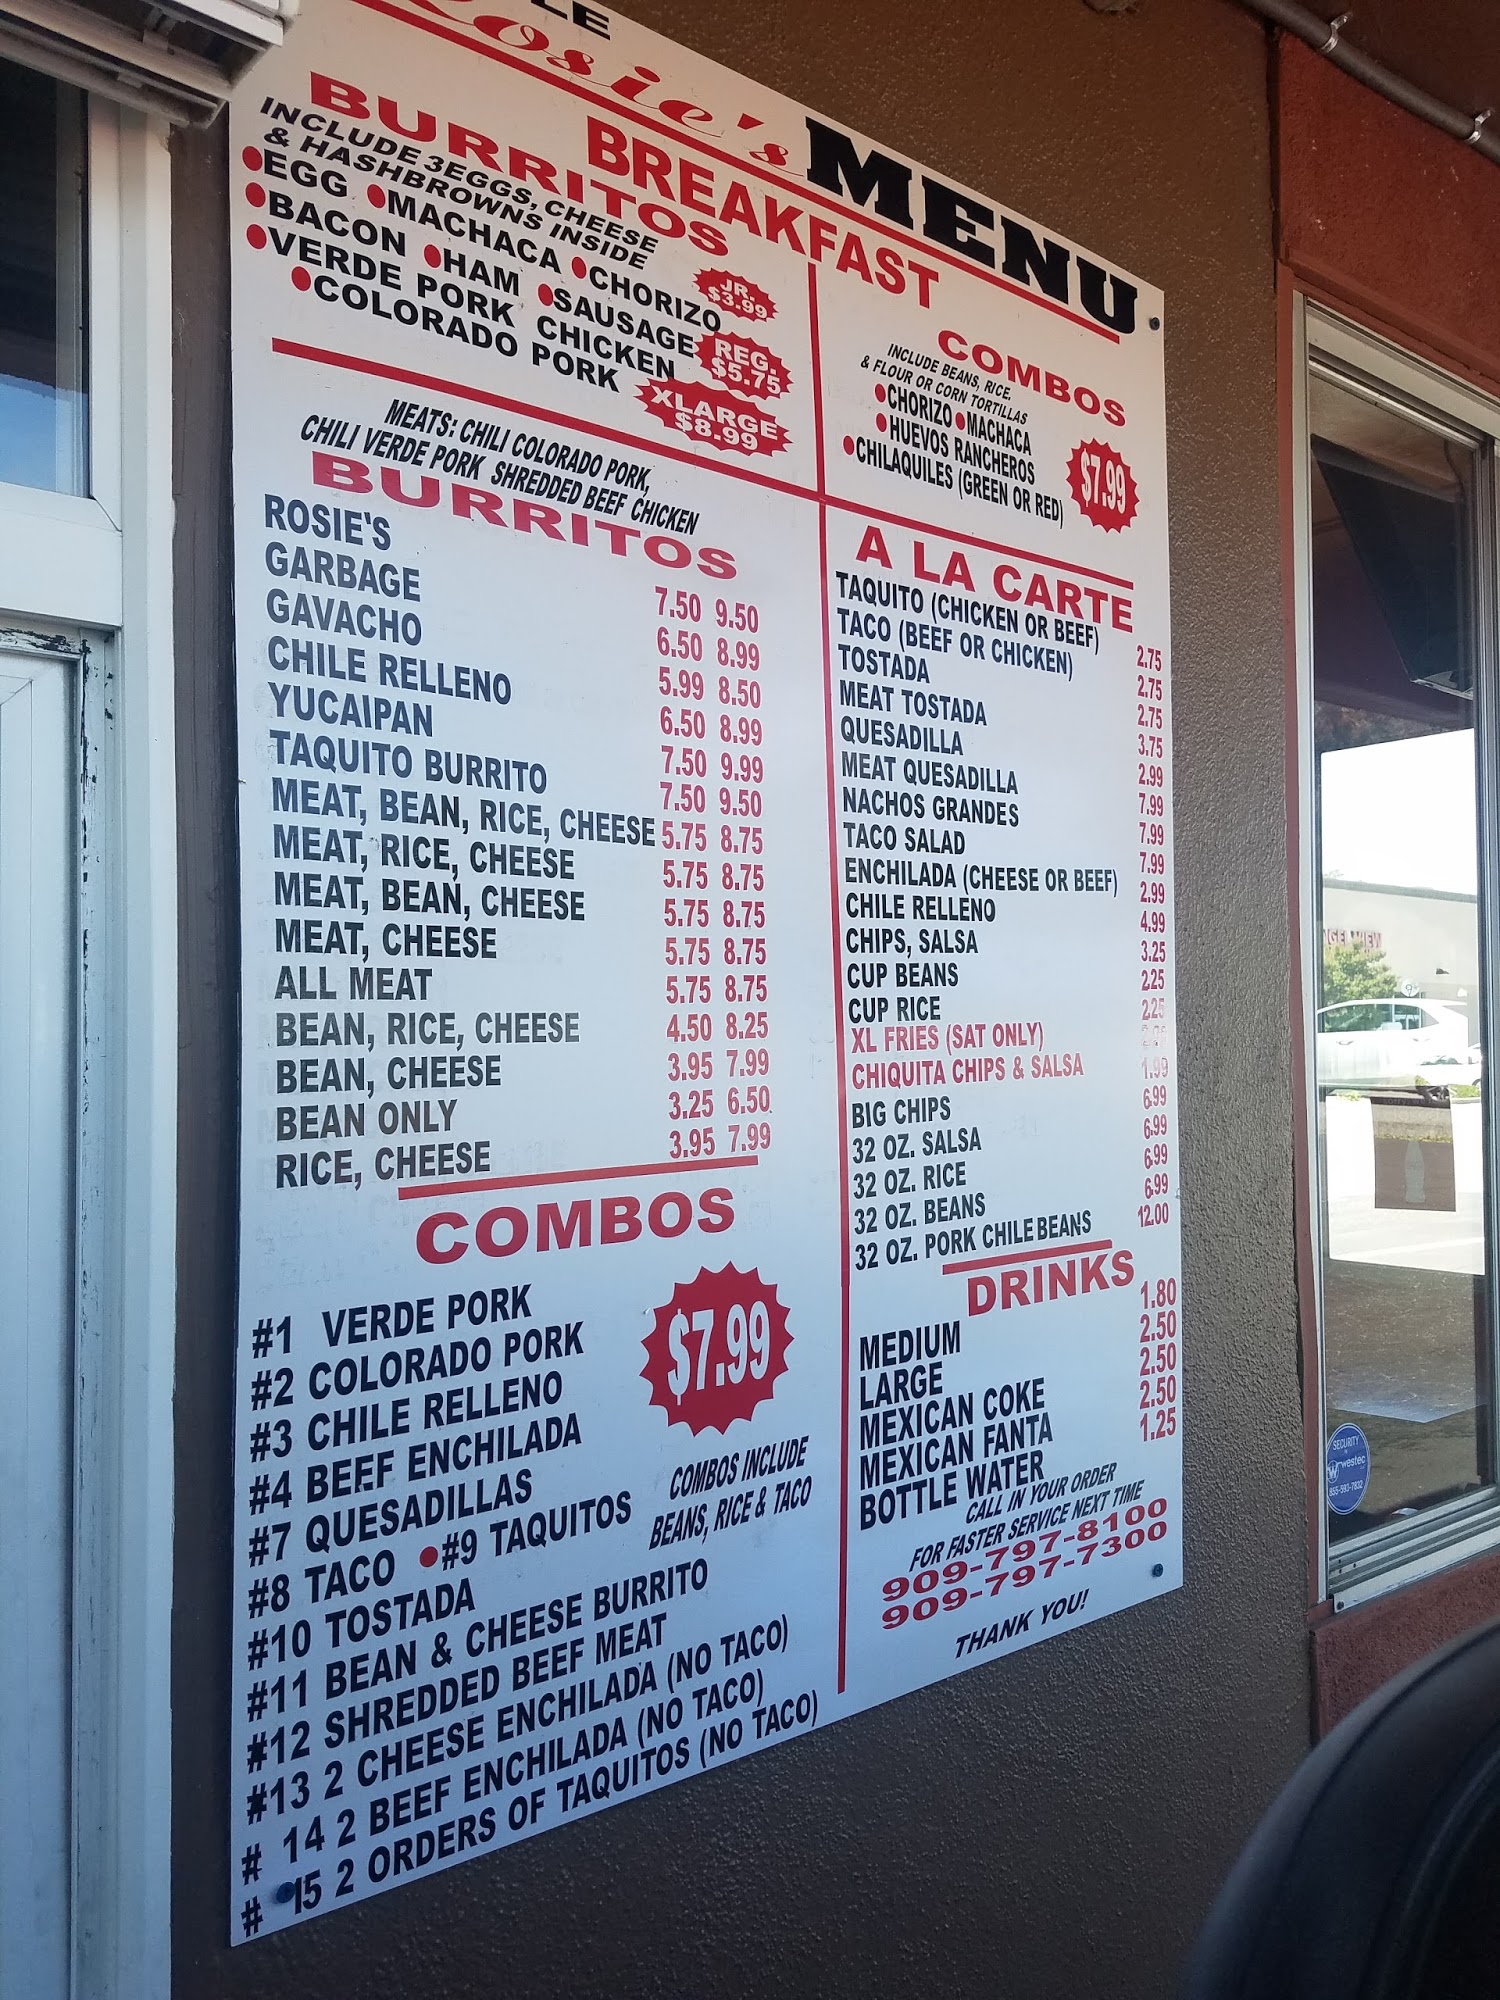 LE
Rosie's MENU
BREAKFAST
BURRITOS
INCLUDE 3EGGS, CHEESE
& HASHBROWNS INSIDE
•EGG •MACHACA •CHORIZO
•BACON •HAM •SAUSAGE
•VERDE PORK CHICKEN
•COLORADO PORK
JR.
$3.99
REG.
$5.75
XLARGE
$8.99
COMBOS
INCLUDE BEANS, RICE,
& FLOUR OR CORN TORTILLAS
•CHORIZO •MACHACA
•HUEVOS RANCHEROS
•CHILAQUILES (GREEN OR RED)
$7.99
MEATS: CHILI COLORADO PORK,
CHILI VERDE PORK SHREDDED BEEF CHICKEN
BURRITOS
ROSIE'S 7.50 9.50
GARBAGE 6.50 8.99
GAVACHO 5.99 8.50
CHILE RELLENO 6.50 8.99
YUCAIPAN 7.50 9.99
TAQUITO BURRITO 7.50 9.50
MEAT, BEAN, RICE, CHEESE 5.75 8.75
MEAT, RICE, CHEESE 5.75 8.75
MEAT, BEAN, CHEESE 5.75 8.75
MEAT, CHEESE 5.75 8.75
ALL MEAT 5.75 8.75
BEAN, RICE, CHEESE 4.50 8.25
BEAN, CHEESE 3.95 7.99
BEAN ONLY 3.25 6.50
RICE, CHEESE 3.95 7.99
COMBOS
#1 VERDE PORK
#2 COLORADO PORK
#3 CHILE RELLENO
#4 BEEF ENCHILADA
#7 QUESADILLAS
#8 TACO •#9 TAQUITOS
#10 TOSTADA
#11 BEAN & CHEESE BURRITO
#12 SHREDDED BEEF MEAT
#13 2 CHEESE ENCHILADA (NO TACO)
# 14 2 BEEF ENCHILADA (NO TACO)
# 15 2 ORDERS OF TAQUITOS (NO TACO)
$7.99
COMBOS INCLUDE
BEANS, RICE & TACO
A LA CARTE
TAQUITO (CHICKEN OR BEEF) 2.75
TACO (BEEF OR CHICKEN) 2.75
TOSTADA 2.75
MEAT TOSTADA 3.75
QUESADILLA 2.99
MEAT QUESADILLA 7.99
NACHOS GRANDES 7.99
TACO SALAD 7.99
ENCHILADA (CHEESE OR BEEF) 2.99
CHILE RELLENO 4.99
CHIPS, SALSA 3.25
CUP BEANS 2.25
CUP RICE 2.25
XL FRIES (SAT ONLY)
CHIQUITA CHIPS & SALSA 1.99
BIG CHIPS 6.99
32 OZ. SALSA 6.99
32 OZ. RICE 6.99
32 OZ. BEANS 6.99
32 OZ. PORK CHILE BEANS 12.00
DRINKS
MEDIUM 1.80
LARGE 2.50
MEXICAN COKE 2.50
MEXICAN FANTA 2.50
BOTTLE WATER 1.25
CALL IN YOUR ORDER
FOR FASTER SERVICE NEXT TIME
909-797-8100
909-797-7300
THANK YOU!
SECURITY
westec
855-593-7832